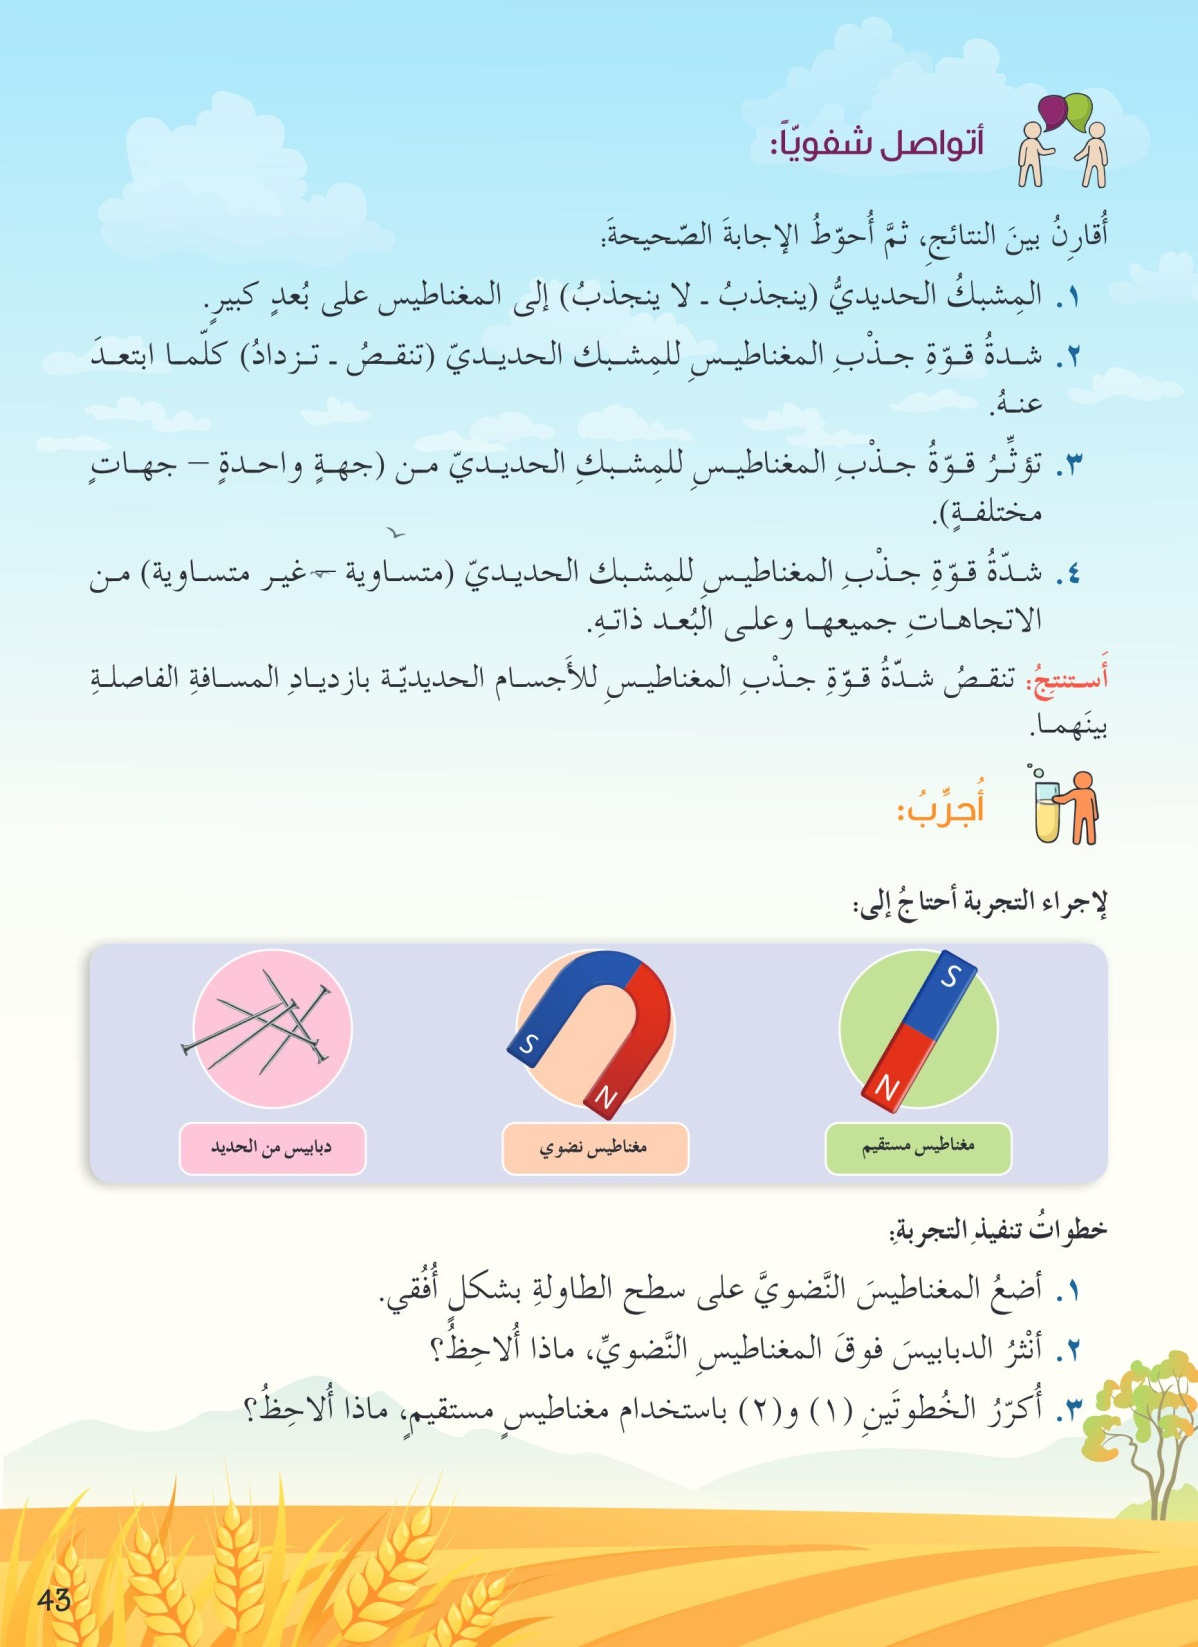 أتواصل شفويّاً:
أُقارِنُ بينَ النتائجِ، ثمَّ أُحوّطُ الإجابةَ الصّحيحةَ:
١. المِشبكُ الحديديُّ (ينجذبُ ـ لا ينجذبُ) إلى المغناطيس على بُعدٍ كبيرٍ.
٢. شدةُ قوّةِ جذْبِ المغناطيسِ للمِشبك الحديديّ (تنقصُ ـ تزدادُ) كلّما ابتعدَ
عنهُ.
٣. تؤثِّرُ قوّةُ جذْبِ المغناطيسِ للمِشبكِ الحديديّ من (جهةٍ واحدةٍ – جهاتٍ
مختلفةٍ).
٤. شدّةُ قوّةِ جذْبِ المغناطيسِ للمِشبك الحديديّ (متساوية – غير متساوية) من
الاتجاهاتِ جميعها وعلى البُعد ذاتهِ.
أَستنتِجُ: تنقصُ شدّةُ قوّةِ جذْبِ المغناطيسِ للأَجسام الحديديّة بازديادِ المسافةِ الفاصلةِ
بينَهما.
أُجرِّبُ:
لإجراء التجربة أحتاجُ إلى:
S
N
S
N
مغناطيس مستقيم
مغناطيس نضوي
دبابيس من الحديد
خطواتُ تنفيذِ التجربةِ:
١. أضعُ المغناطيسَ النَّضويَّ على سطح الطاولةِ بشكلٍ أُفُقي.
٢. أنْثرُ الدبابيسَ فوقَ المغناطيسِ النَّضويِّ، ماذا أُلاحِظُ؟
٣. أُكرّرُ الخُطوتَينِ (١) و(٢) باستخدام مغناطيسٍ مستقيمٍ، ماذا أُلاحِظُ؟
43